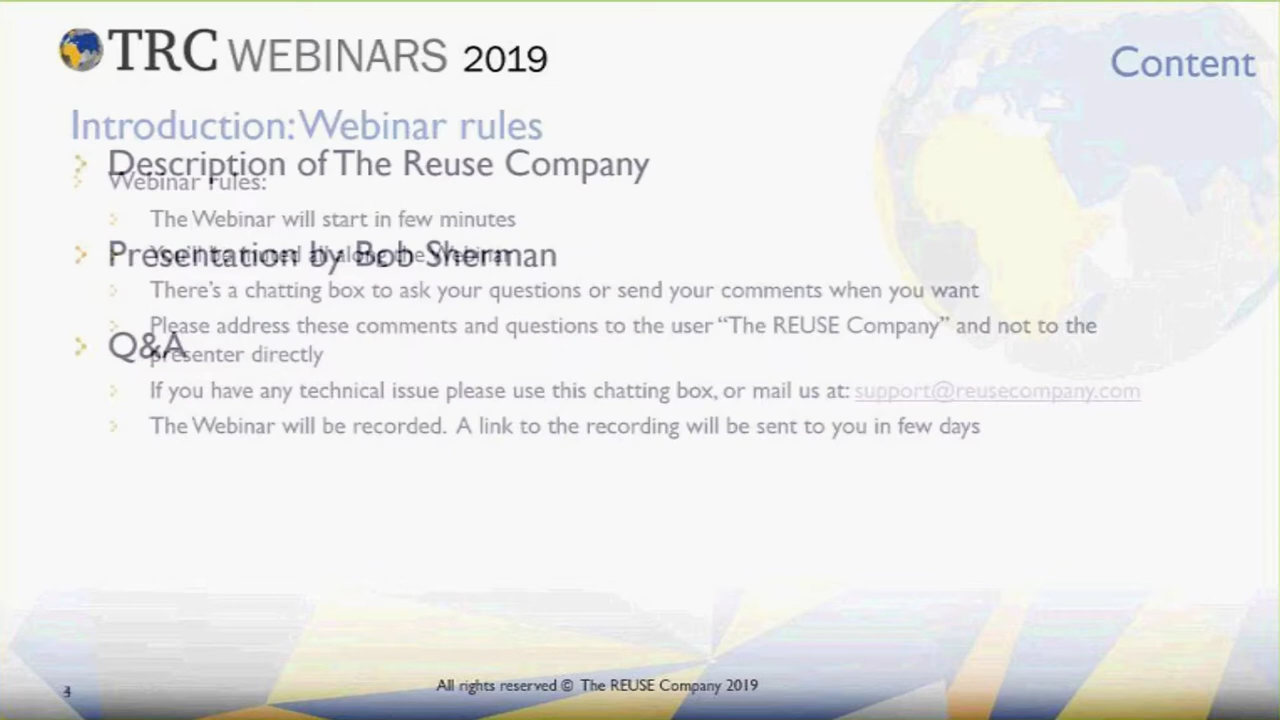 TRC WEBINARS 2019
Content
Introduction: Webinar rules
Description of The Reuse Company
Webinar rules:
The Webinar will start in few minutes
Presentation by Bob Sherman
all along the Webinar
There's a chatting box to ask your questions or send your comments when you want
Please address these comments and questions to the user “The REUSE Company” and not to the
Q&A
presenter directly
If you have any technical issue please use this chatting box, or mail us at: support@reusecompany.com
The Webinar will be recorded. A link to the recording will be sent to you in few days
All rights reserved © The REUSE Company 2019